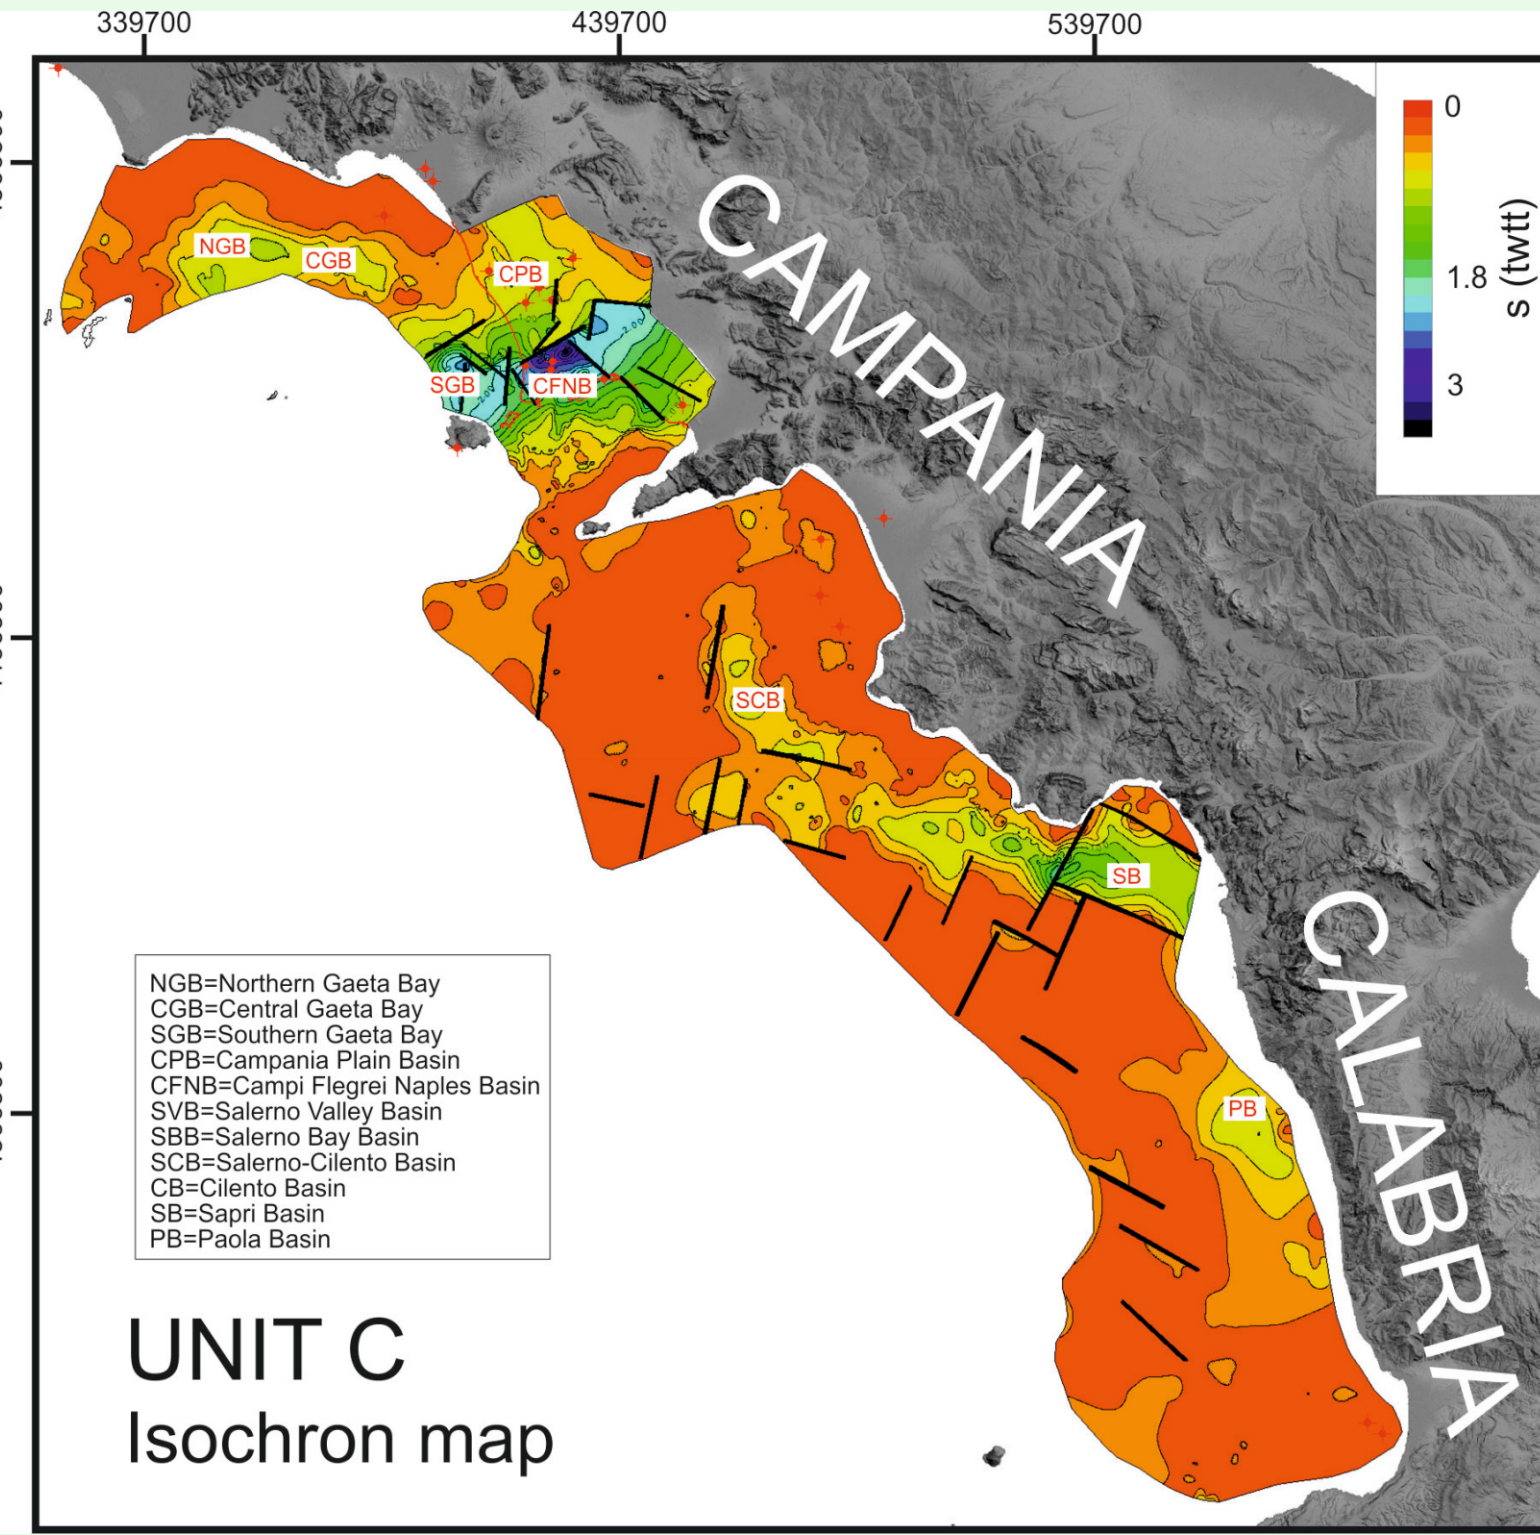 339700
439700
539700
CAMPANIA
0
1.8
3
s (twtt)
NGB
CGB
CPB
SGB
CFNB
2.00
SCB
SB
CALABRIA
PB
NGB=Northern Gaeta Bay
CGB=Central Gaeta Bay
SGB=Southern Gaeta Bay
CPB=Campania Plain Basin
CFNB=Campi Flegrei Naples Basin
SVB=Salerno Valley Basin
SBB=Salerno Bay Basin
SCB=Salerno-Cilento Basin
CB=Cilento Basin
SB=Sapri Basin
PB=Paola Basin
UNIT C
Isochron map